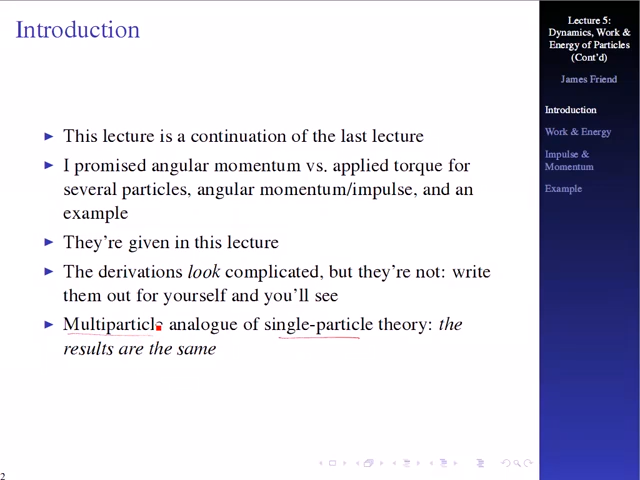 Introduction
▶ This lecture is a continuation of the last lecture
▶ I promised angular momentum vs. applied torque for
several particles, angular momentum/impulse, and an
example
▶ They're given in this lecture
▶ The derivations look complicated, but they're not: write
them out for yourself and you'll see
▶ Multiparticle analogue of single-particle theory: the
results are the same
2
Lecture 5:
Dynamics, Work &
Energy of Particles
(Cont'd)
James Friend
Introduction
Work & Energy
Impulse &
Momentum
Example